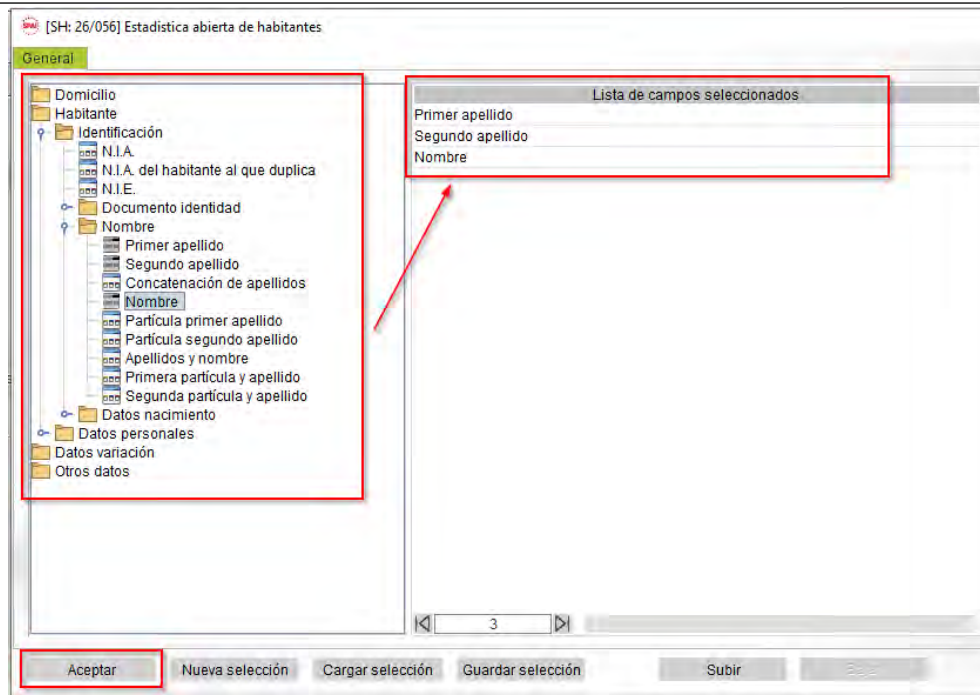 [SH: 26/056] Estadistica abierta de habitantes
General
Domicilio
Habitante
Identificación
N.I.A.
N.I.A. del habitante al que duplica
N.I.E.
Documento identidad
Nombre
Primer apellido
Segundo apellido
Concatenación de apellidos
Nombre
Partícula primer apellido
Partícula segundo apellido
Apellidos y nombre
Primera partícula y apellido
Segunda partícula y apellido
Datos nacimiento
Datos personales
Datos variación
Otros datos
Lista de campos seleccionados
Primer apellido
Segundo apellido
Nombre
3
Aceptar Nueva selección Cargar selección Guardar selección Subir